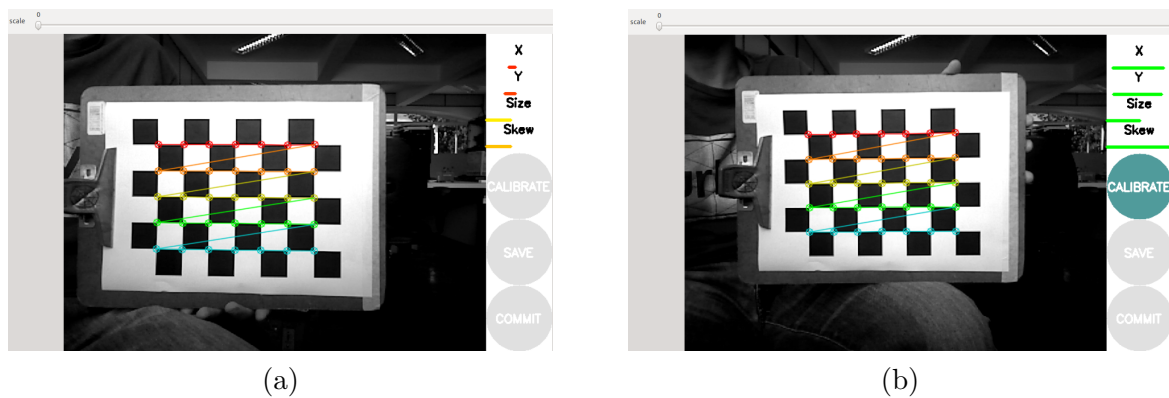 scale
0
X
Y
Size
Skew
CALIBRATE
SAVE
COMMIT
(a)
scale
0
X
Y
Size
Skew
CALIBRATE
SAVE
COMMIT
(b)